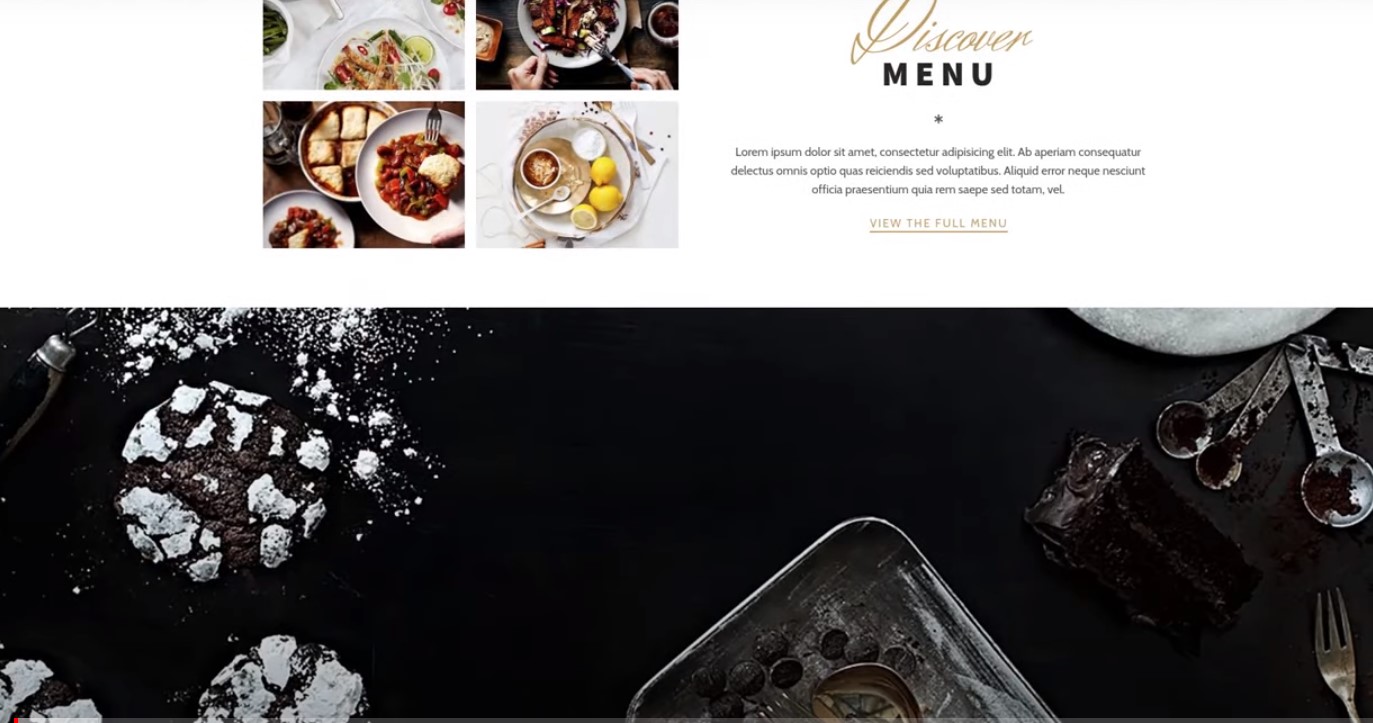 Discover
MENU
*
Lorem ipsum dolor sit amet, consectetur adipisicing elit. Ab aperiam consequatur
delectus omnis optio quas reiciendis sed voluptatibus. Aliquid error neque nesciunt
officia praesentium quia rem saepe sed totam, vel.
VIEW THE FULL MENU